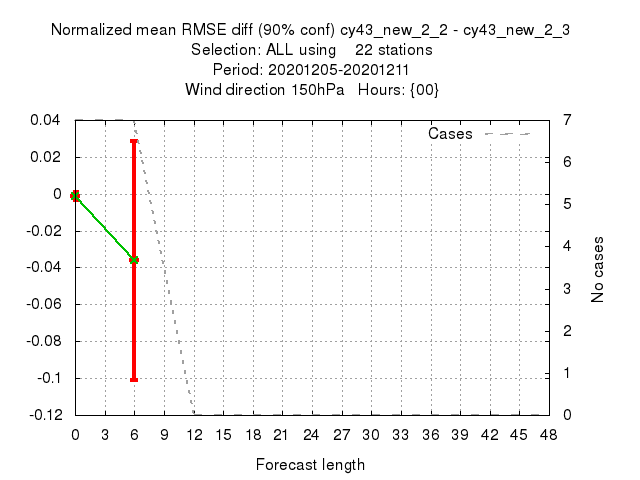 Normalized mean RMSE diff (90% conf) cy43_new_2_2 - cy43_new_2_3
Selection: ALL using    22 stations
Period: 20201205-20201211
Wind direction 150hPa   Hours: {00}
Cases
0.04
0.02
0
-0.02
-0.04
-0.06
-0.08
-0.1
-0.12
7
6
5
4
3
2
1
0
No cases
0 3 6 9 12 15 18 21 24 27 30 33 36 39 42 45 48
Forecast length